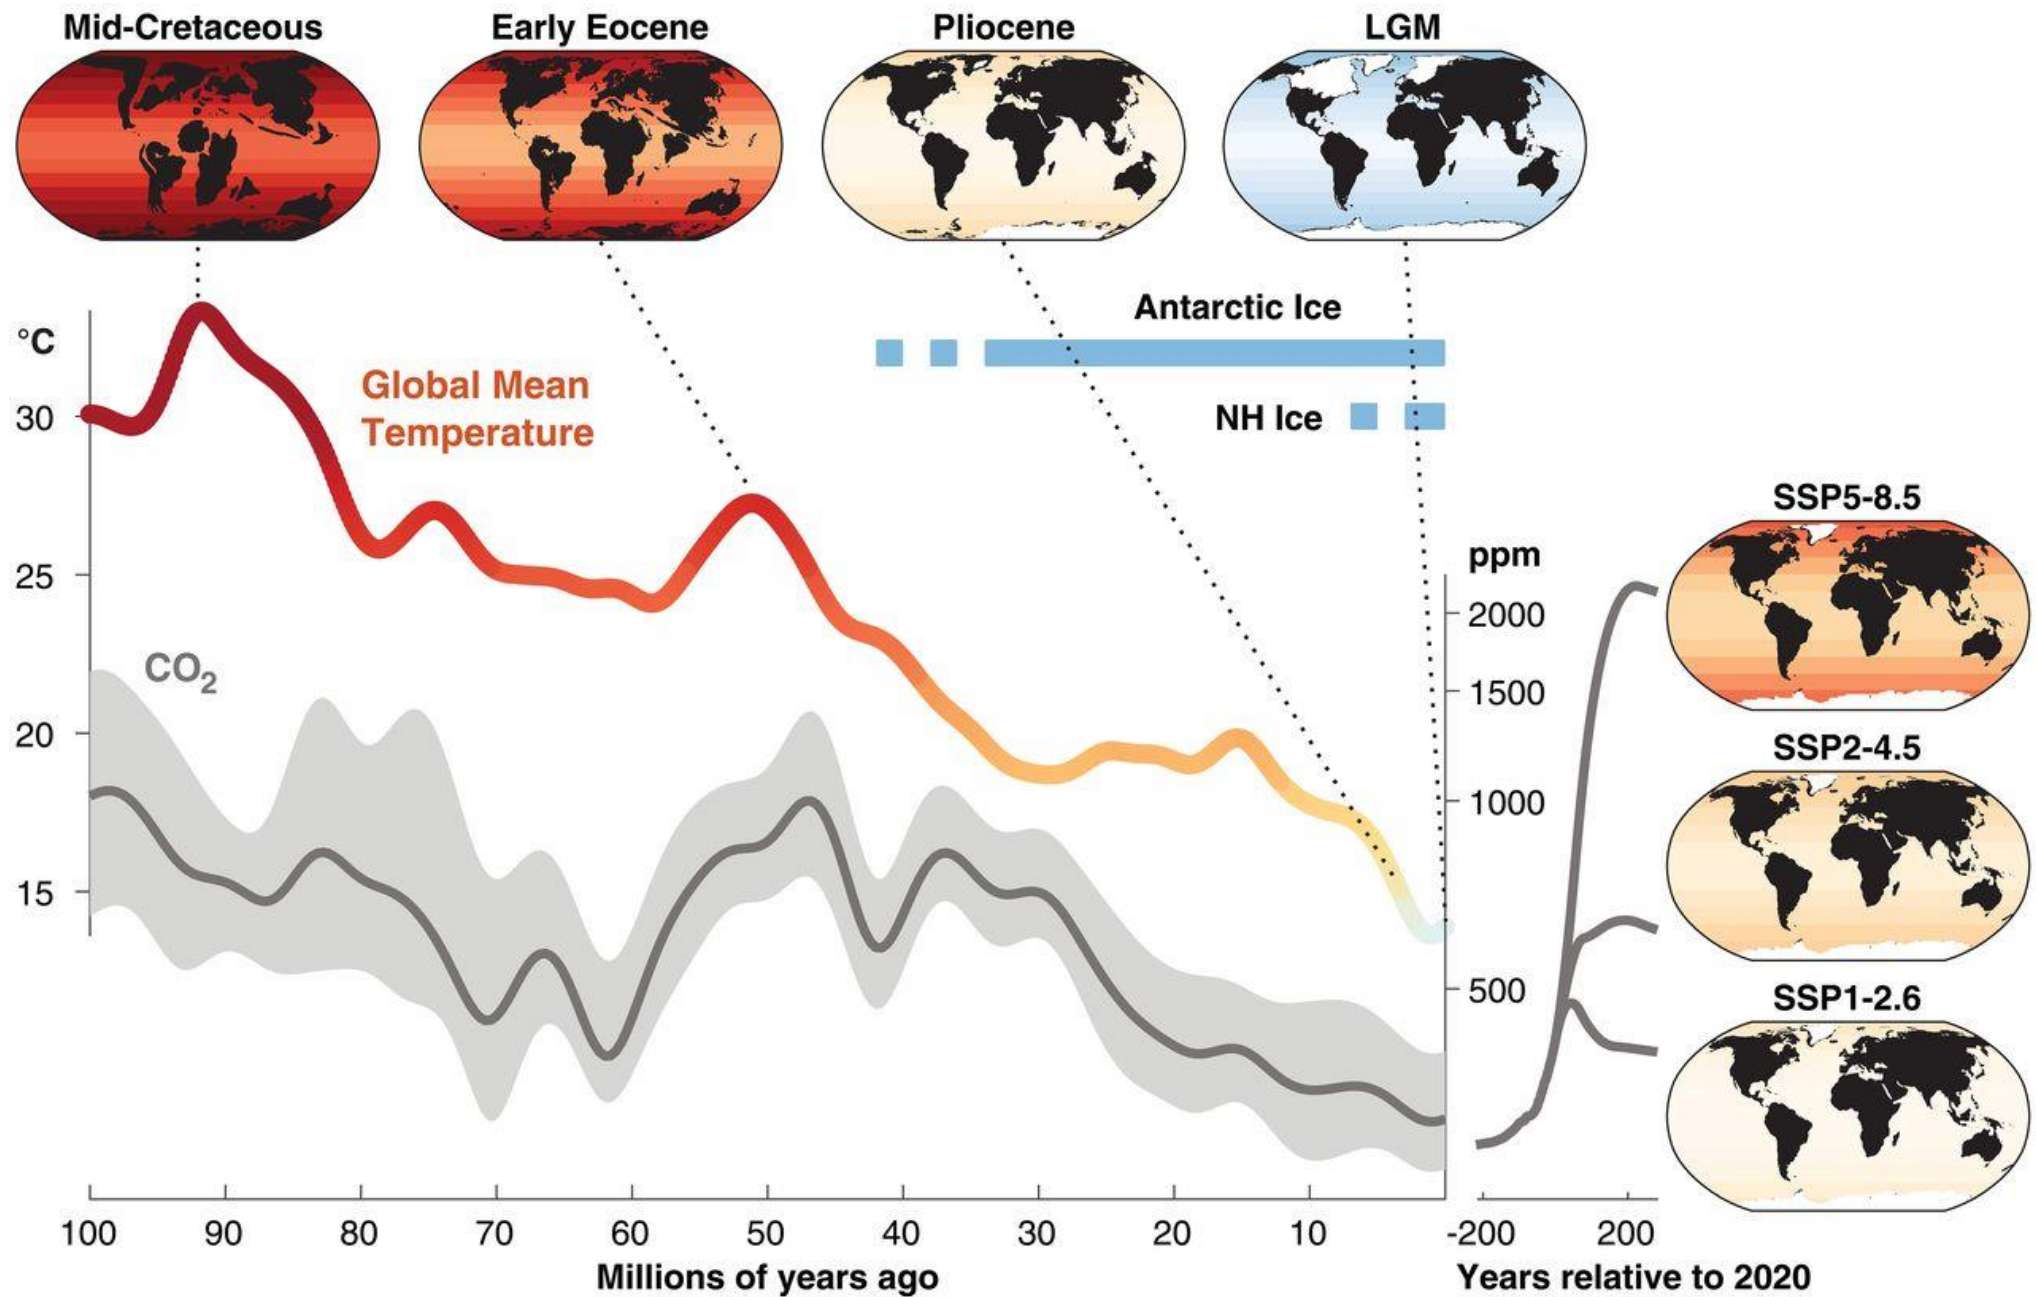 Mid-Cretaceous
Early Eocene
Pliocene
LGM
°C
30
25
20
15
Global Mean
Temperature
Antarctic Ice
NH Ice
CO₂
ppm
2000
1500
1000
500
SSP5-8.5
SSP2-4.5
SSP1-2.6
100 90 80 70 60 50 40 30 20 10
-200 200
Millions of years ago
Years relative to 2020